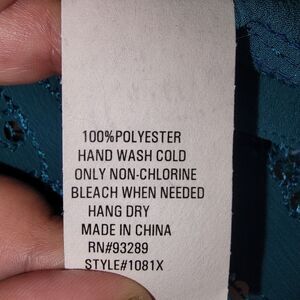 100%POLYESTER
HAND WASH COLD
ONLY NON-CHLORINE
BLEACH WHEN NEEDED
HANG DRY
MADE IN CHINA
RN#93289
STYLE#1081X